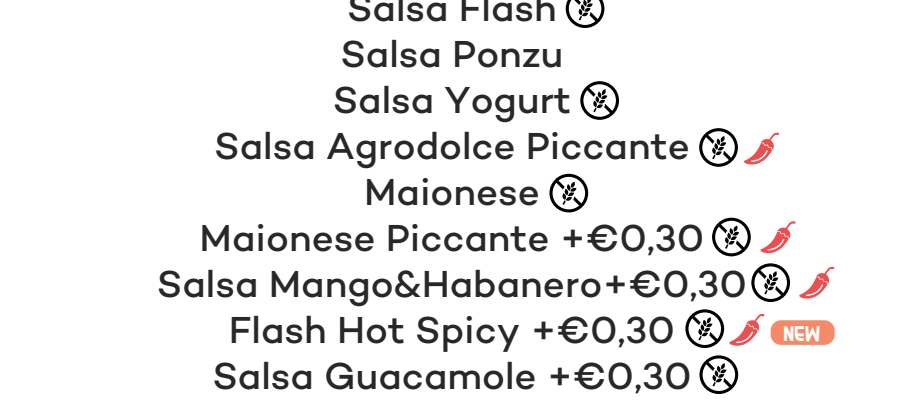 Salsa Flash
Salsa Ponzu
Salsa Yogurt
Salsa Agrodolce Piccante
Maionese
Maionese Piccante +€0,30
Salsa Mango&Habanero+€0,30
Flash Hot Spicy +€0,30 NEW
Salsa Guacamole +€0,30